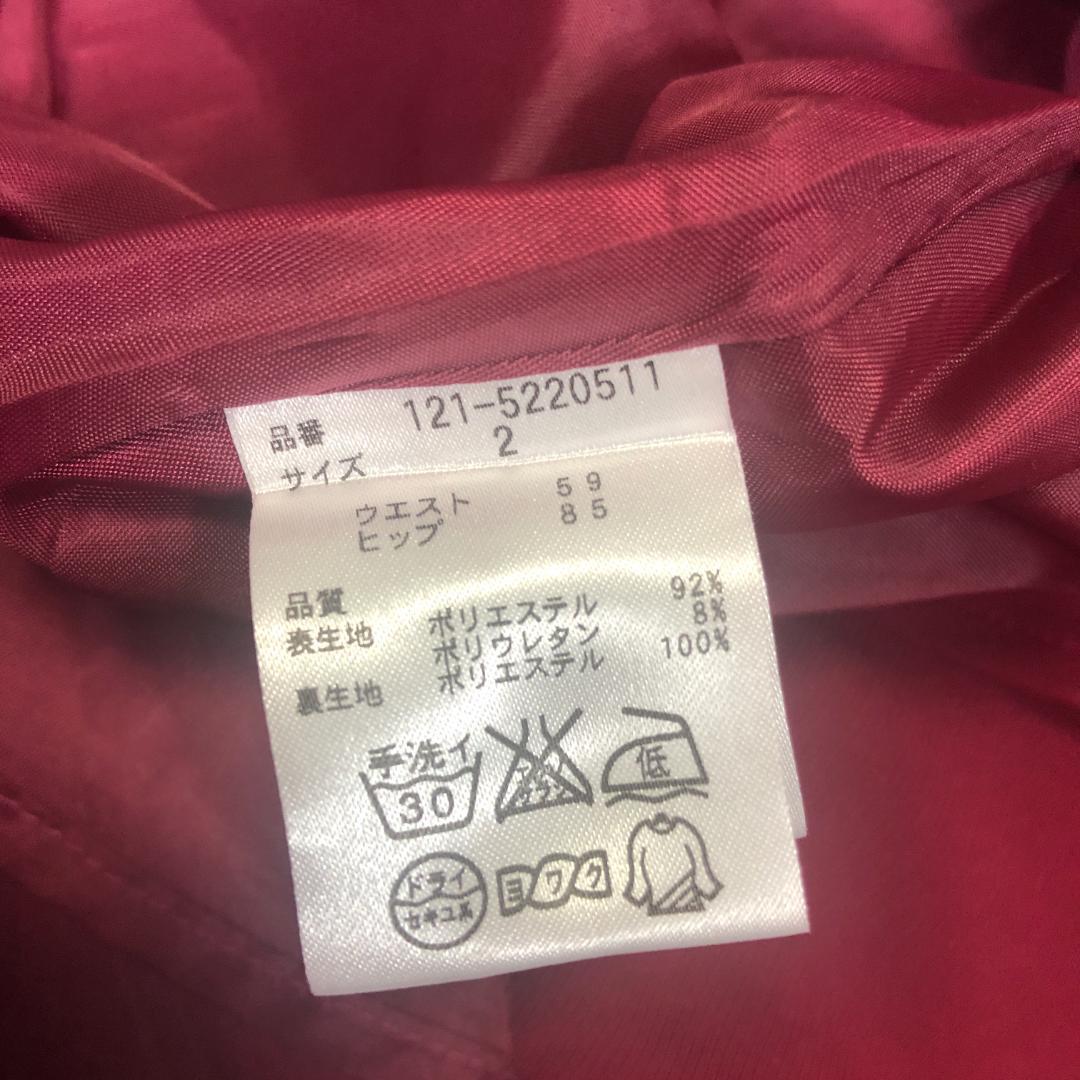 品番 121-5220511
サイズ 2
ウエスト 59
ヒップ 85
品質
表生地 ポリエステル 92%
ポリウレタン 8%
裏生地 ポリエステル 100%
手洗イ
30
低
ドライ
セキユ系
ヨワク